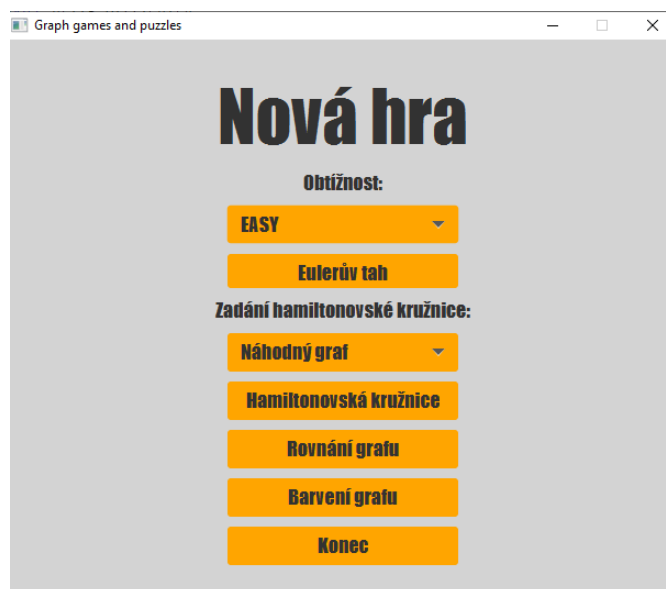 Graph games and puzzles
Nová hra
Obtížnost:
EASY
Eulerův tah
Zadání hamiltonovské kružnice:
Náhodný graf
Hamiltonovská kružnice
Rovnání grafu
Barvení grafu
Konec